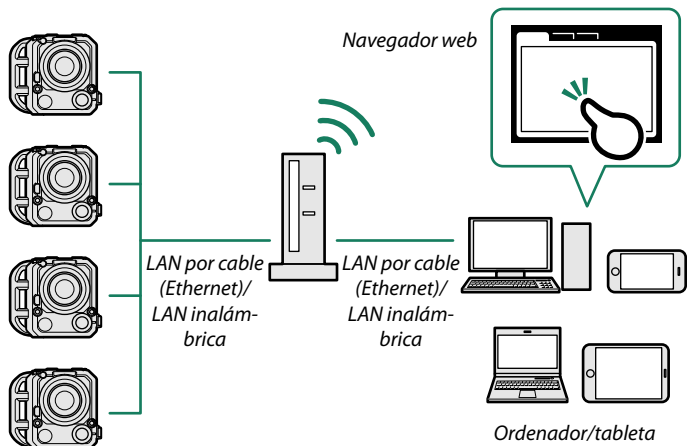 Navegador web
LAN por cable
(Ethernet)/
LAN inalám-
brica
LAN por cable
(Ethernet)/
LAN inalám-
brica
Ordenador/tableta